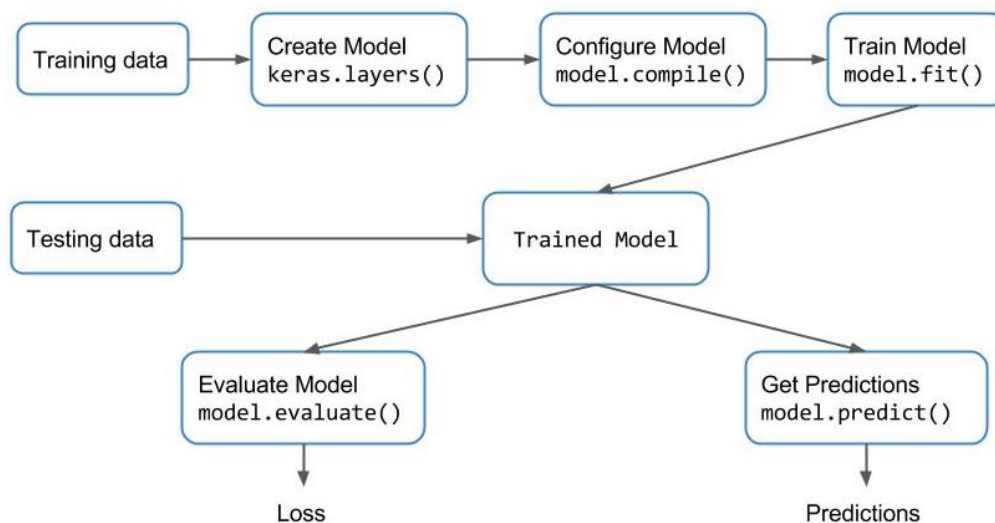 Training data
Create Model
keras.layers()
Configure Model
model.compile()
Train Model
model.fit()
Testing data
Trained Model
Evaluate Model
model.evaluate()
Get Predictions
model.predict()
Loss
Predictions